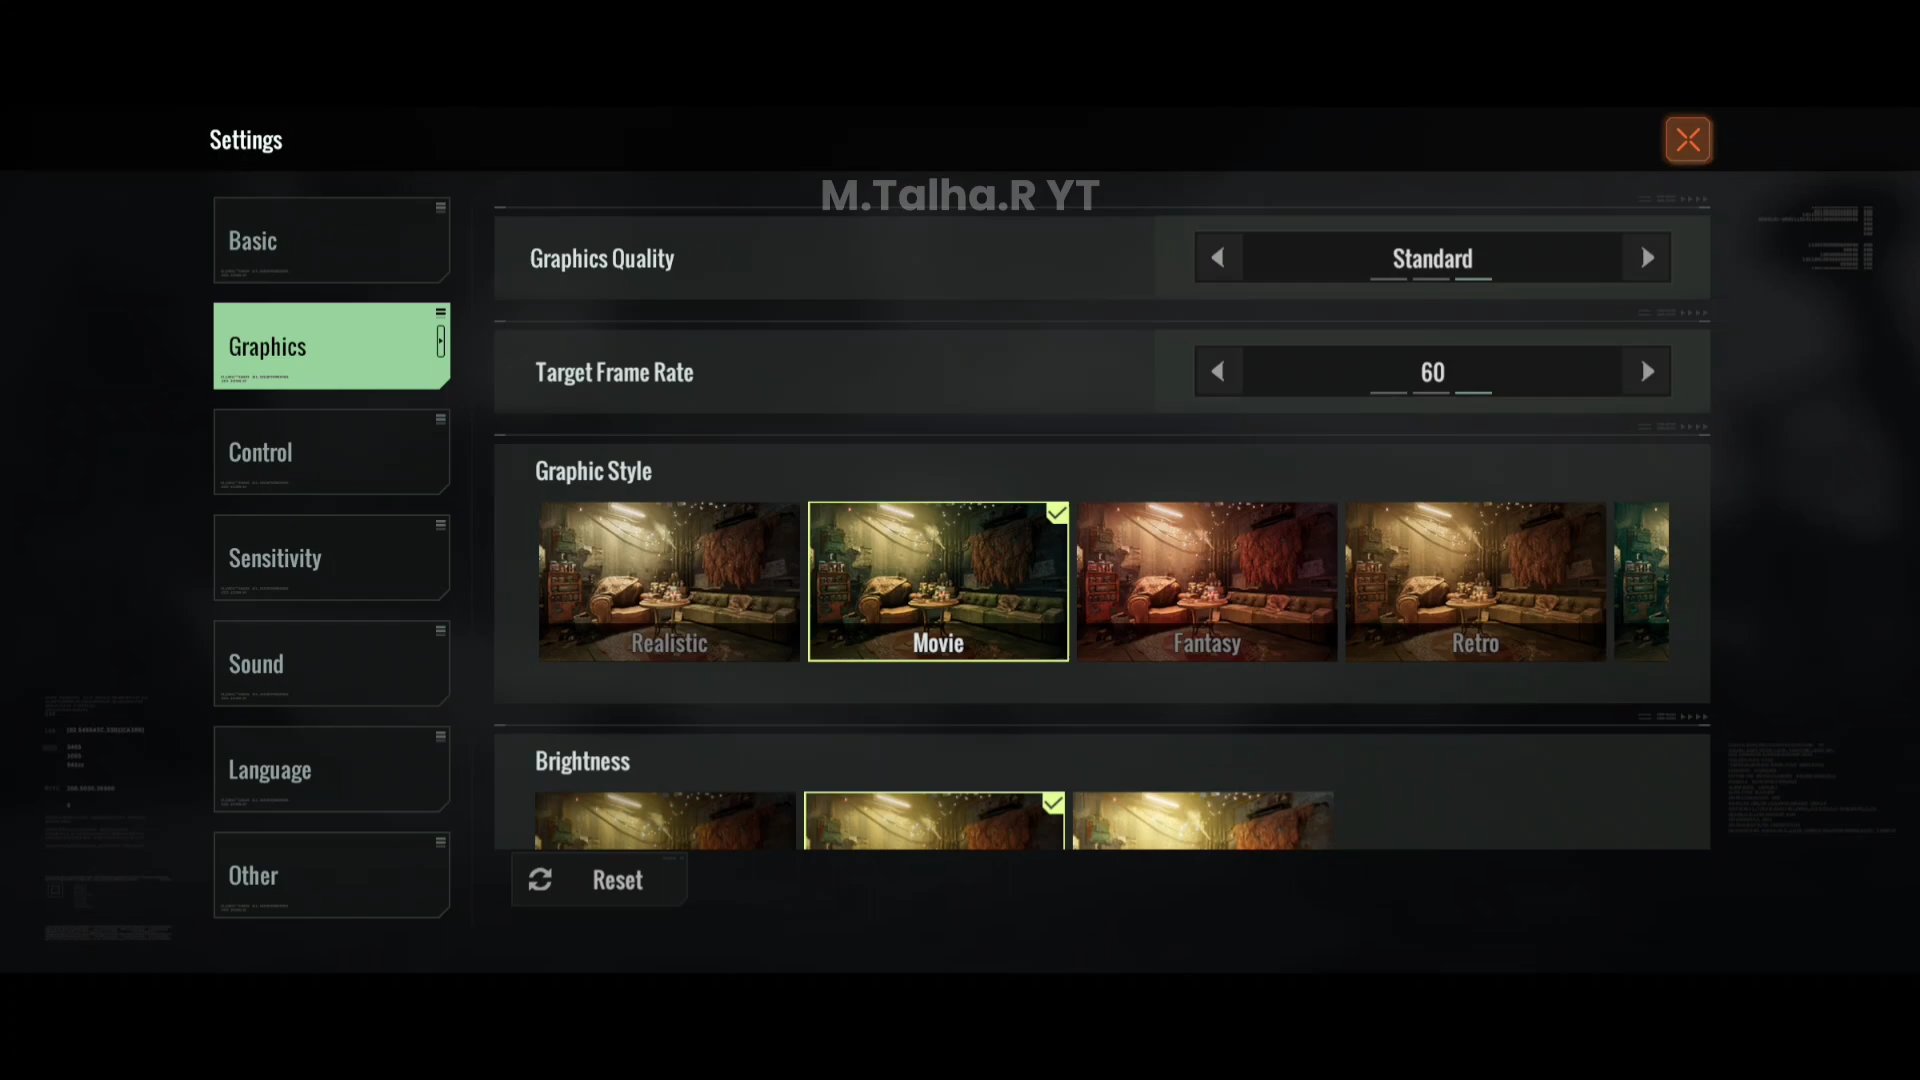 Settings
M.Talha.R YT
Basic
Graphics Quality
Standard
Graphics
Target Frame Rate
60
Control
Graphic Style
Sensitivity
Realistic
Movie
Fantasy
Retro
Sound
Language
Brightness
Other
Reset